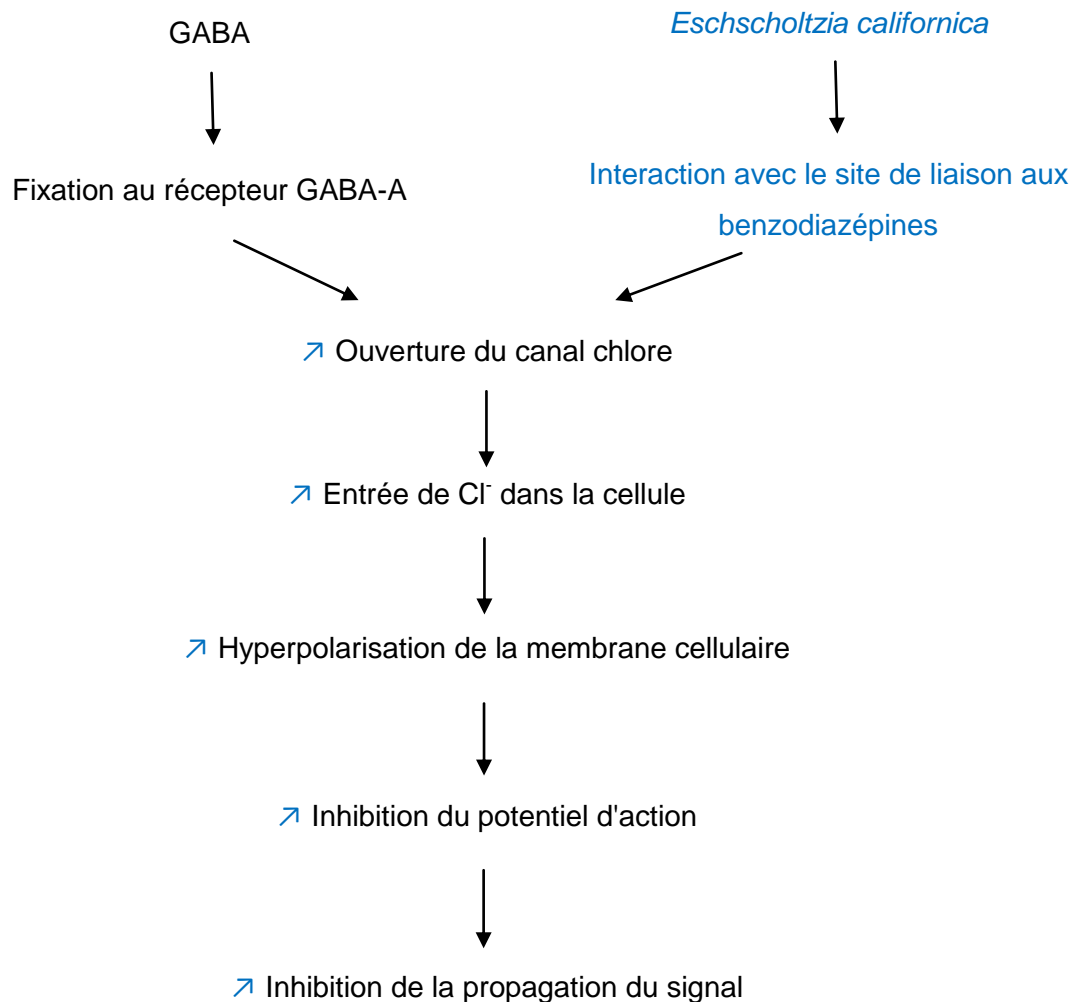 GABA
Eschscholtzia californica
Fixation au récepteur GABA-A
Interaction avec le site de liaison aux
benzodiazépines
↗ Ouverture du canal chlore
↗ Entrée de Cl⁻ dans la cellule
↗ Hyperpolarisation de la membrane cellulaire
↗ Inhibition du potentiel d'action
↗ Inhibition de la propagation du signal